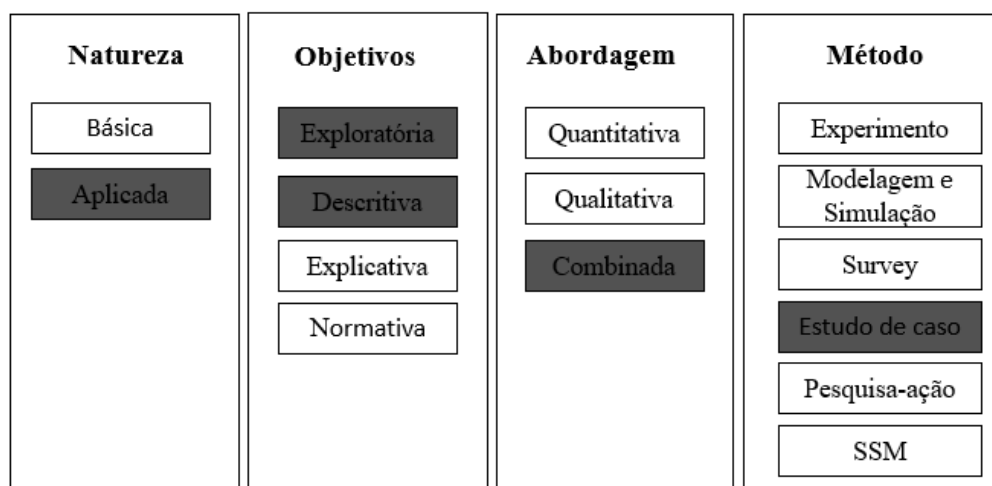 Natureza
Básica
Aplicada
Objetivos
Exploratória
Descritiva
Explicativa
Normativa
Abordagem
Quantitativa
Qualitativa
Combinada
Método
Experimento
Modelagem e
Simulação
Survey
Estudo de caso
Pesquisa-ação
SSM